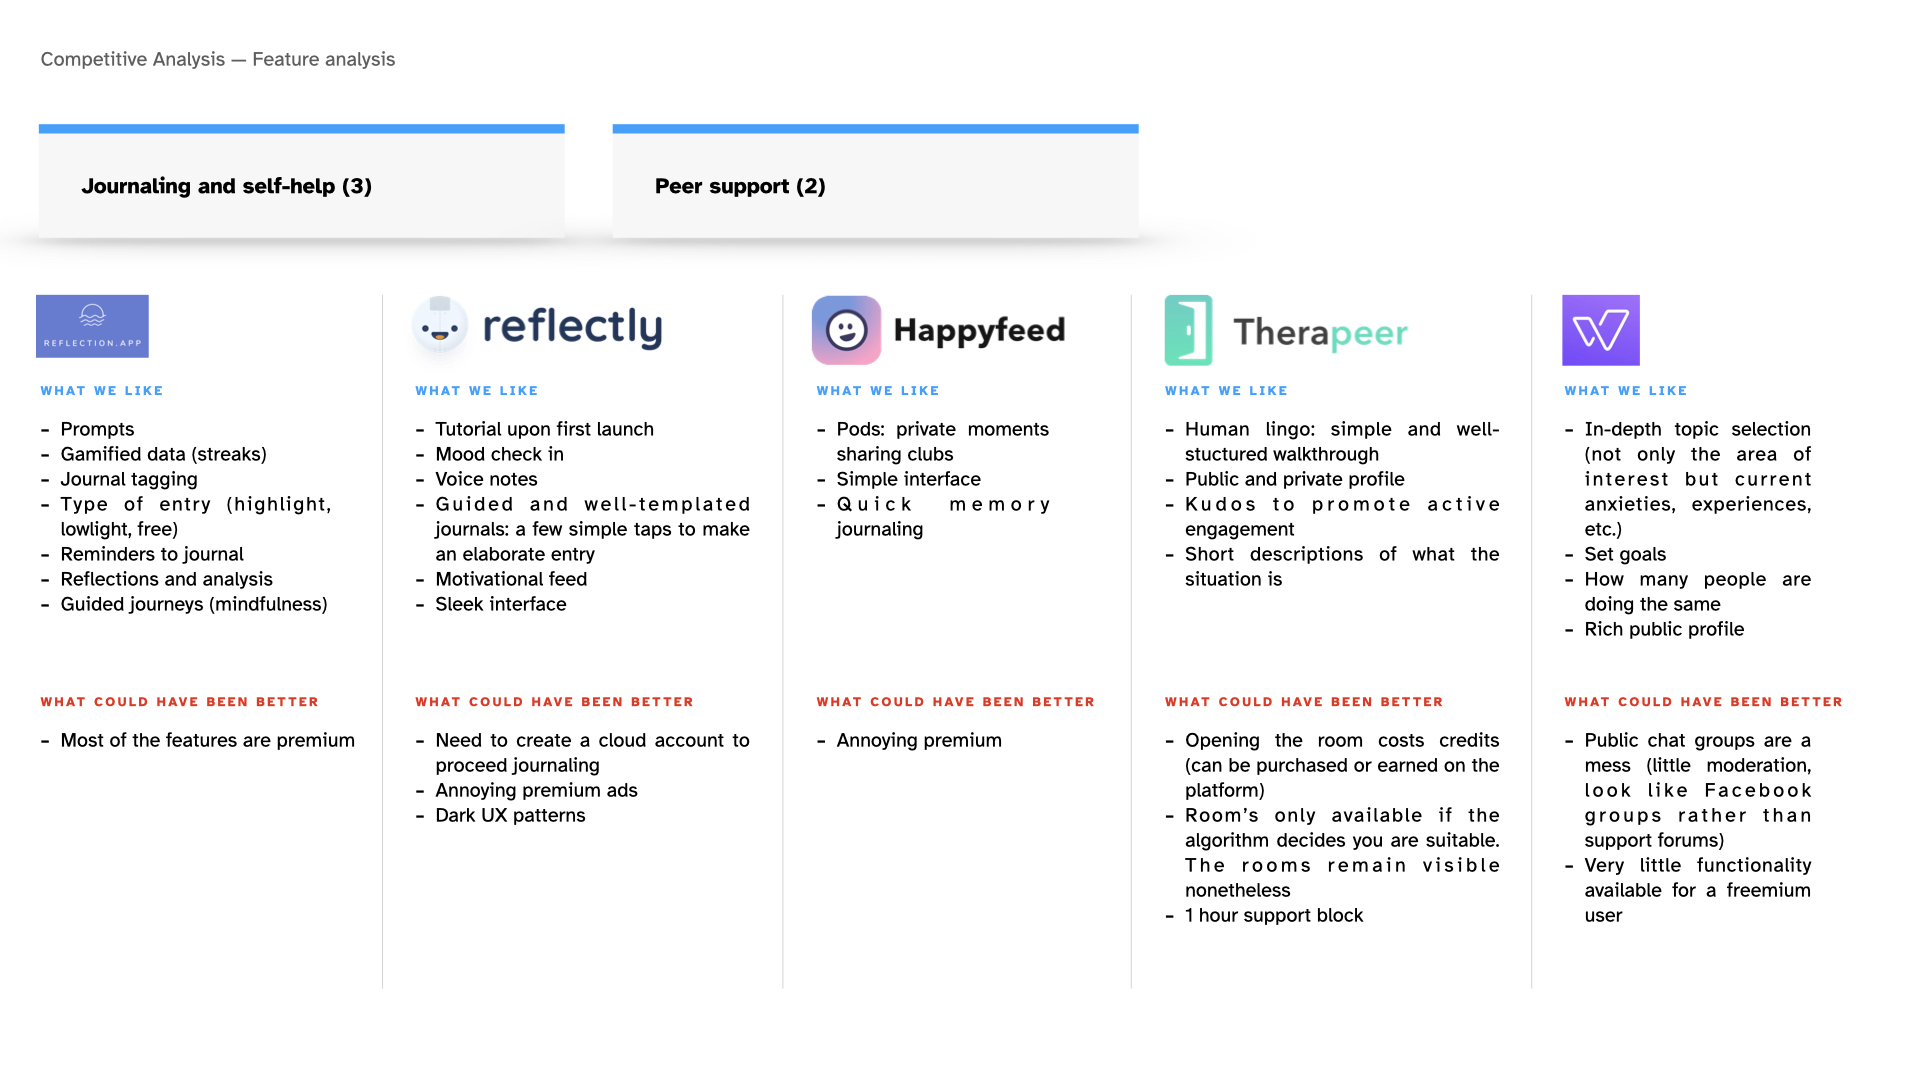 Competitive Analysis — Feature analysis
Journaling and self-help (3)
Peer support (2)
REFLECTION.APP
WHAT WE LIKE
– Prompts
– Gamified data (streaks)
– Journal tagging
– Type of entry (highlight,
lowlight, free)
– Reminders to journal
– Reflections and analysis
– Guided journeys (mindfulness)
WHAT COULD HAVE BEEN BETTER
– Most of the features are premium
reflectly
WHAT WE LIKE
– Tutorial upon first launch
– Mood check in
– Voice notes
– Guided and well-templated
journals: a few simple taps to make
an elaborate entry
– Motivational feed
– Sleek interface
WHAT COULD HAVE BEEN BETTER
– Need to create a cloud account to
proceed journaling
– Annoying premium ads
– Dark UX patterns
Happyfeed
WHAT WE LIKE
– Pods: private moments
sharing clubs
– Simple interface
– Quick memory
journaling
WHAT COULD HAVE BEEN BETTER
– Annoying premium
Therapeer
WHAT WE LIKE
– Human lingo: simple and well-
stuctured walkthrough
– Public and private profile
– Kudos to promote active
engagement
– Short descriptions of what the
situation is
WHAT COULD HAVE BEEN BETTER
– Opening the room costs credits
(can be purchased or earned on the
platform)
– Room’s only available if the
algorithm decides you are suitable.
The rooms remain visible
nonetheless
– 1 hour support block
WHAT WE LIKE
– In-depth topic selection
(not only the area of
interest but current
anxieties, experiences,
etc.)
– Set goals
– How many people are
doing the same
– Rich public profile
WHAT COULD HAVE BEEN BETTER
– Public chat groups are a
mess (little moderation,
look like Facebook
groups rather than
support forums)
– Very little functionality
available for a freemium
user